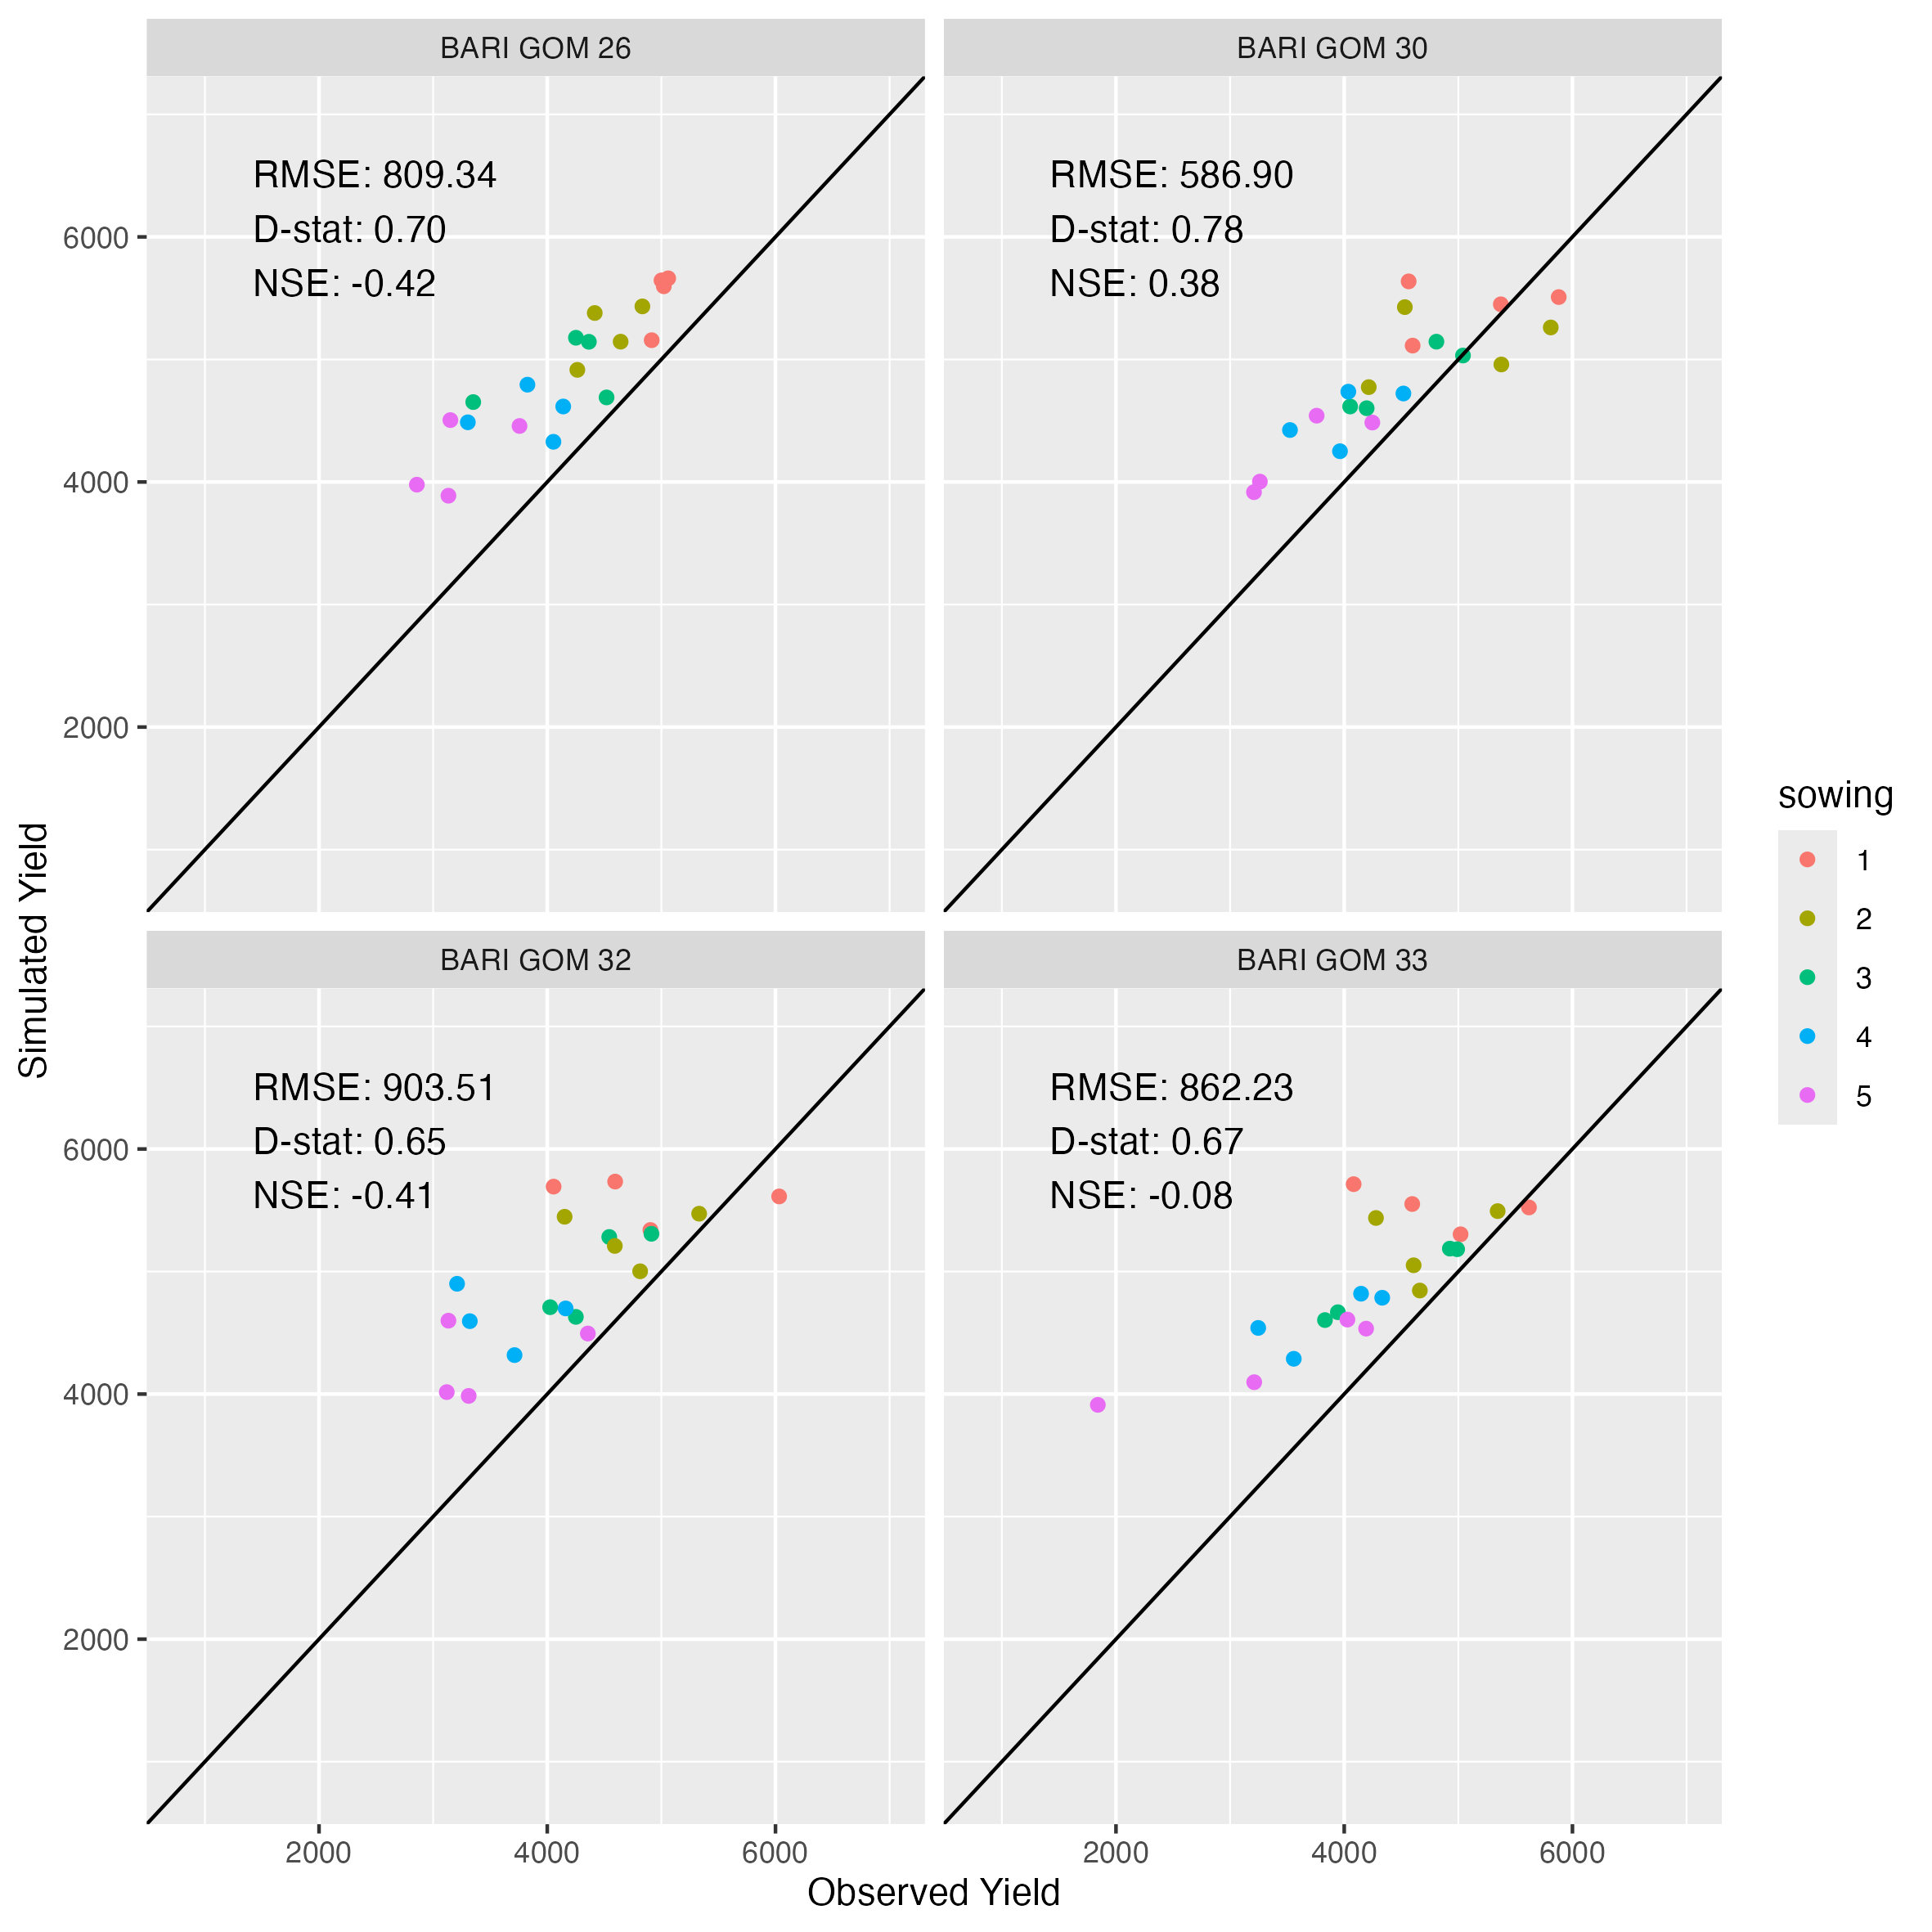 BARI GOM 26
BARI GOM 30
RMSE: 809.34
D-stat: 0.70
NSE: -0.42
RMSE: 586.90
D-stat: 0.78
NSE: 0.38
6000
4000
2000
BARI GOM 32
BARI GOM 33
RMSE: 903.51
D-stat: 0.65
NSE: -0.41
RMSE: 862.23
D-stat: 0.67
NSE: -0.08
6000
4000
2000
2000
4000
6000
2000
4000
6000
Observed Yield
Simulated Yield
sowing
1
2
3
4
5